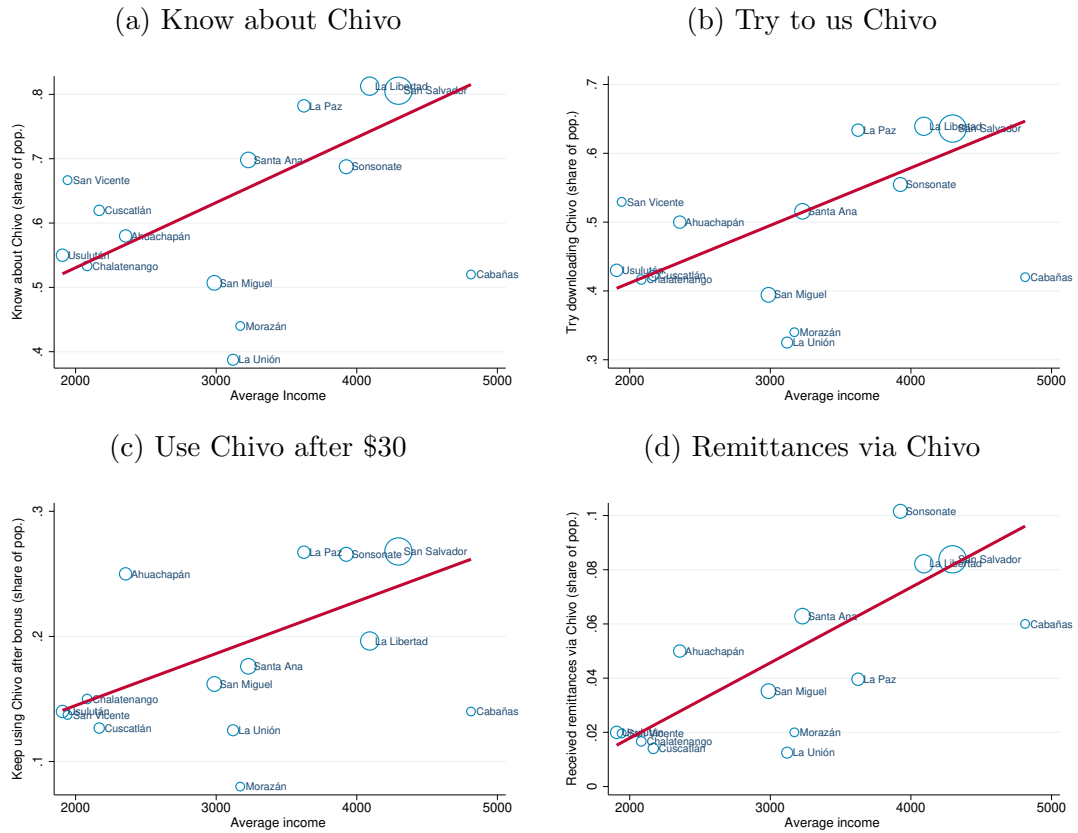 (a) Know about Chivo
Know about Chivo (share of pop.)
.8
.7
.6
.5
.4
La Libertad
San Salvador
La Paz
Santa Ana
Sonsonate
San Vicente
Cuscatlán
Ahuachapán
Usulután
Chalatenango
San Miguel
Cabañas
Morazán
La Unión
2000 3000 4000 5000
Average Income
(b) Try to us Chivo
Try downloading Chivo (share of pop.)
.7
.6
.5
.4
.3
La Libertad
San Salvador
La Paz
Sonsonate
San Vicente
Santa Ana
Ahuachapán
Usulután
Cuscatlán
Chalatenango
Cabañas
San Miguel
Morazán
La Unión
2000 3000 4000 5000
Average income
(c) Use Chivo after $30
Keep using Chivo after bonus (share of pop.)
.3
.2
.1
La Paz
Sonsonate
San Salvador
Ahuachapán
La Libertad
Santa Ana
San Miguel
Chalatenango
Usulután
San Vicente
Cuscatlán
La Unión
Cabañas
Morazán
2000 3000 4000 5000
Average income
(d) Remittances via Chivo
Received remittances via Chivo (share of pop.)
.1
.08
.06
.04
.02
0
Sonsonate
San Salvador
La Libertad
Santa Ana
Cabañas
Ahuachapán
La Paz
San Miguel
Usulután
San Vicente
Chalatenango
Cuscatlán
Morazán
La Unión
2000 3000 4000 5000
Average income